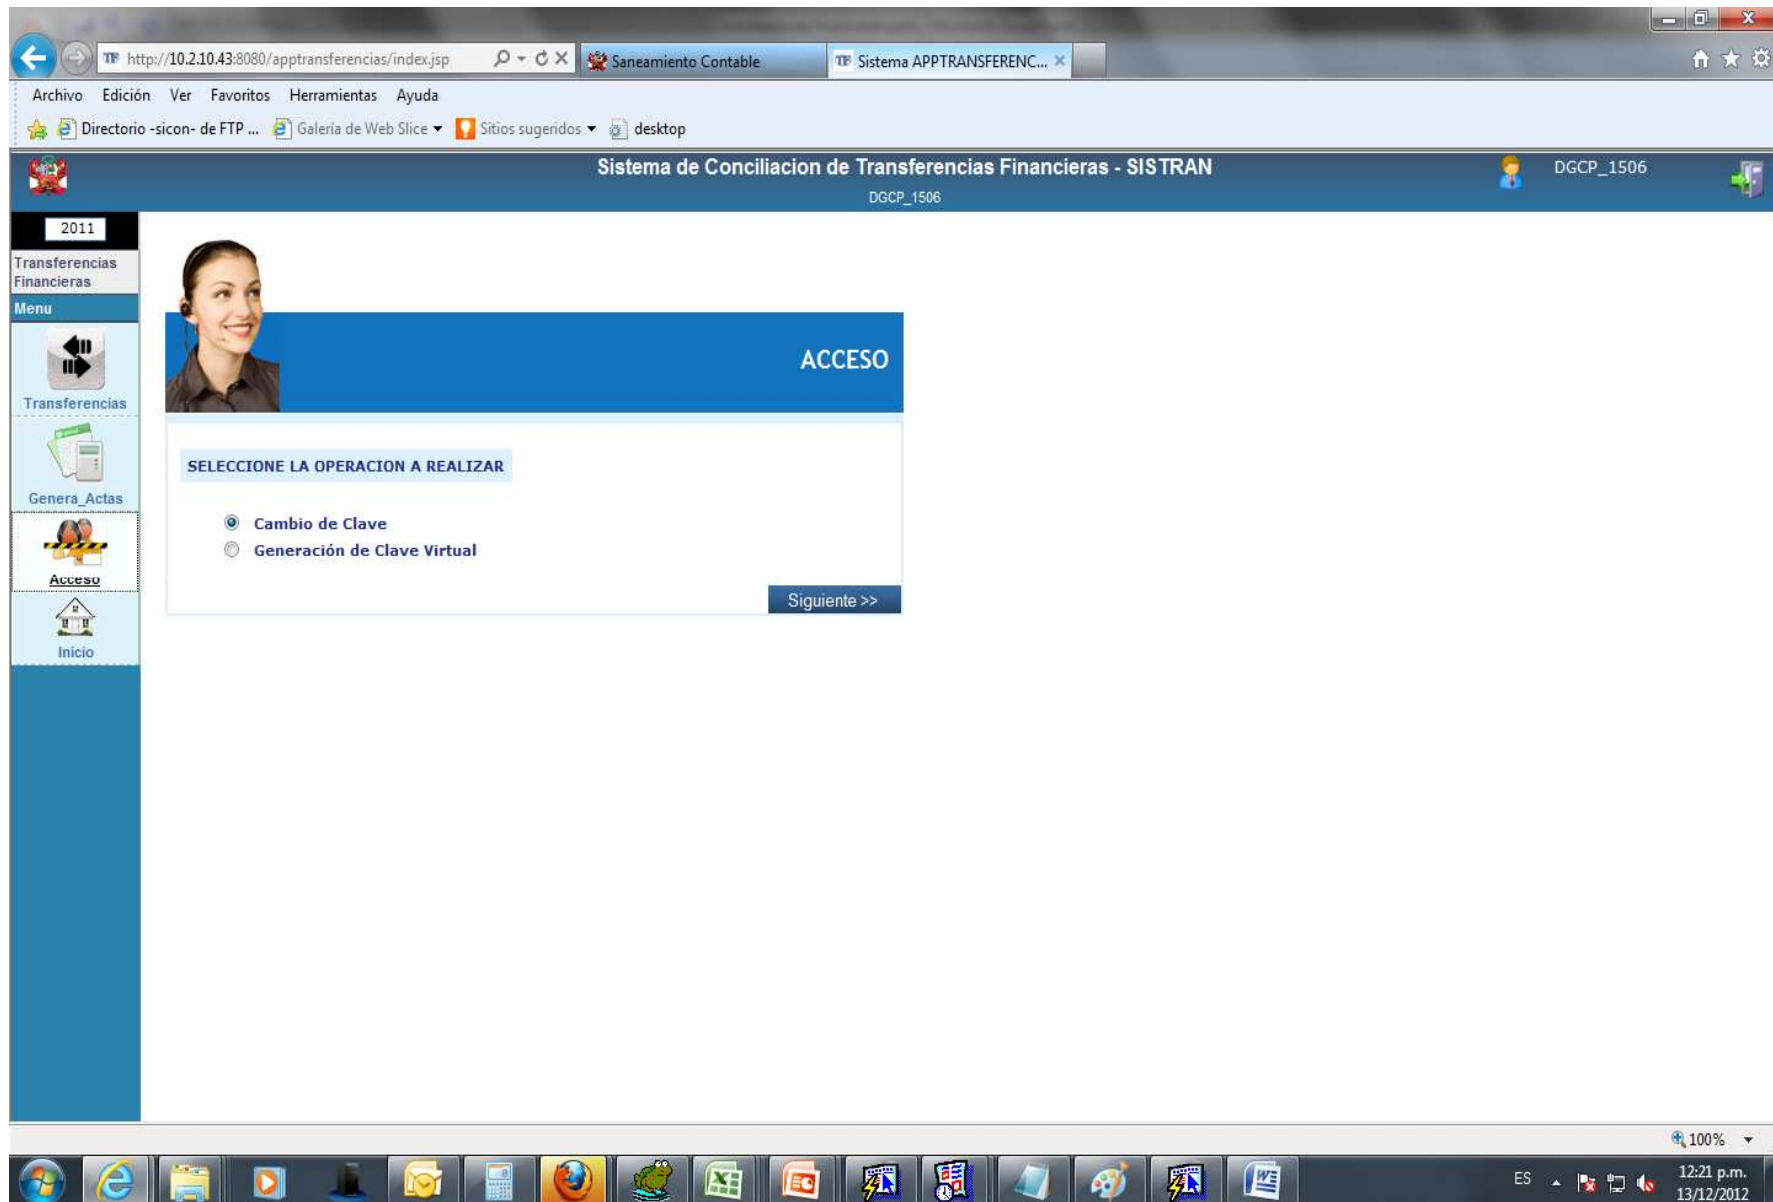 http://10.2.10.43:8080/apptransferencias/index.jsp
Saneamiento Contable
TF Sistema APPTRANSFERENC...
Archivo Edición Ver Favoritos Herramientas Ayuda
Directorio -sicon- de FTP ... Galería de Web Slice Sitios sugeridos desktop
Sistema de Conciliacion de Transferencias Financieras - SISTRAN
DGCP_1506
DGCP_1506
2011
Transferencias
Financieras
Menu
Transferencias
Genera_Actas
Acceso
Inicio
ACCESO
SELECCIONE LA OPERACION A REALIZAR
Cambio de Clave
Generación de Clave Virtual
Siguiente >>
100%
ES
12:21 p.m.
13/12/2012